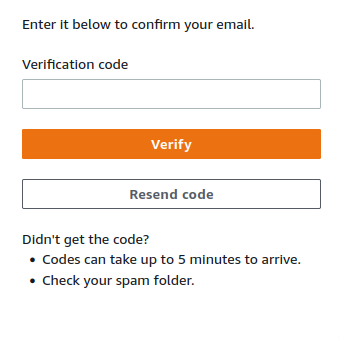 Enter it below to confirm your email.
Verification code
Verify
Resend code
Didn't get the code?
• Codes can take up to 5 minutes to arrive.
• Check your spam folder.